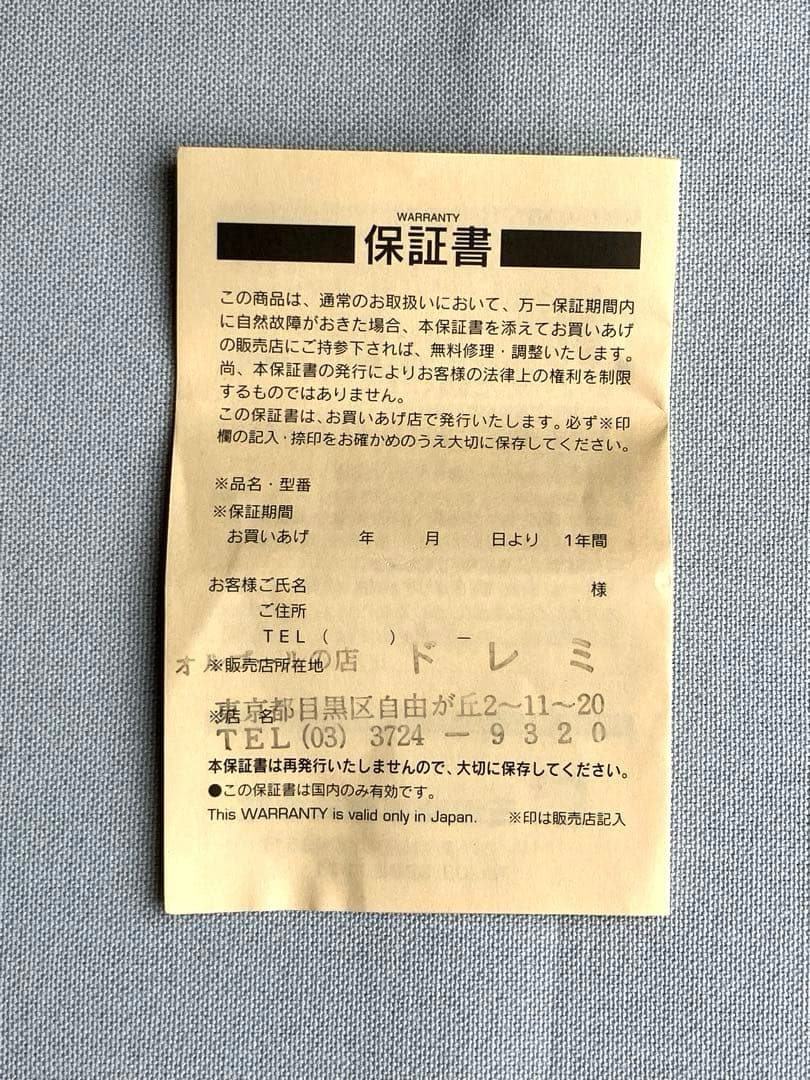 WARRANTY
保証書
この商品は、通常のお取扱いにおいて、万一保証期間内
に自然故障がおきた場合、本保証書を添えてお買いあげ
の販売店にご持参下されば、無料修理・調整いたします。
尚、本保証書の発行によりお客様の法律上の権利を制限
するものではありません。
この保証書は、お買いあげ店で発行いたします。必ず※印
欄の記入・捺印をお確かめのうえ大切に保存してください。
※品名・型番
※保証期間
お買いあげ 年 月 日より 1年間
お客様ご氏名 様
ご住所
TEL ( ) －
オルゴールの店 ドレミ
※販売店所在地
東京都目黒区自由が丘2〜11〜20
※店 名
TEL (03) 3724 － 9320
本保証書は再発行いたしませんので、大切に保存してください。
●この保証書は国内のみ有効です。
This WARRANTY is valid only in Japan. ※印は販売店記入